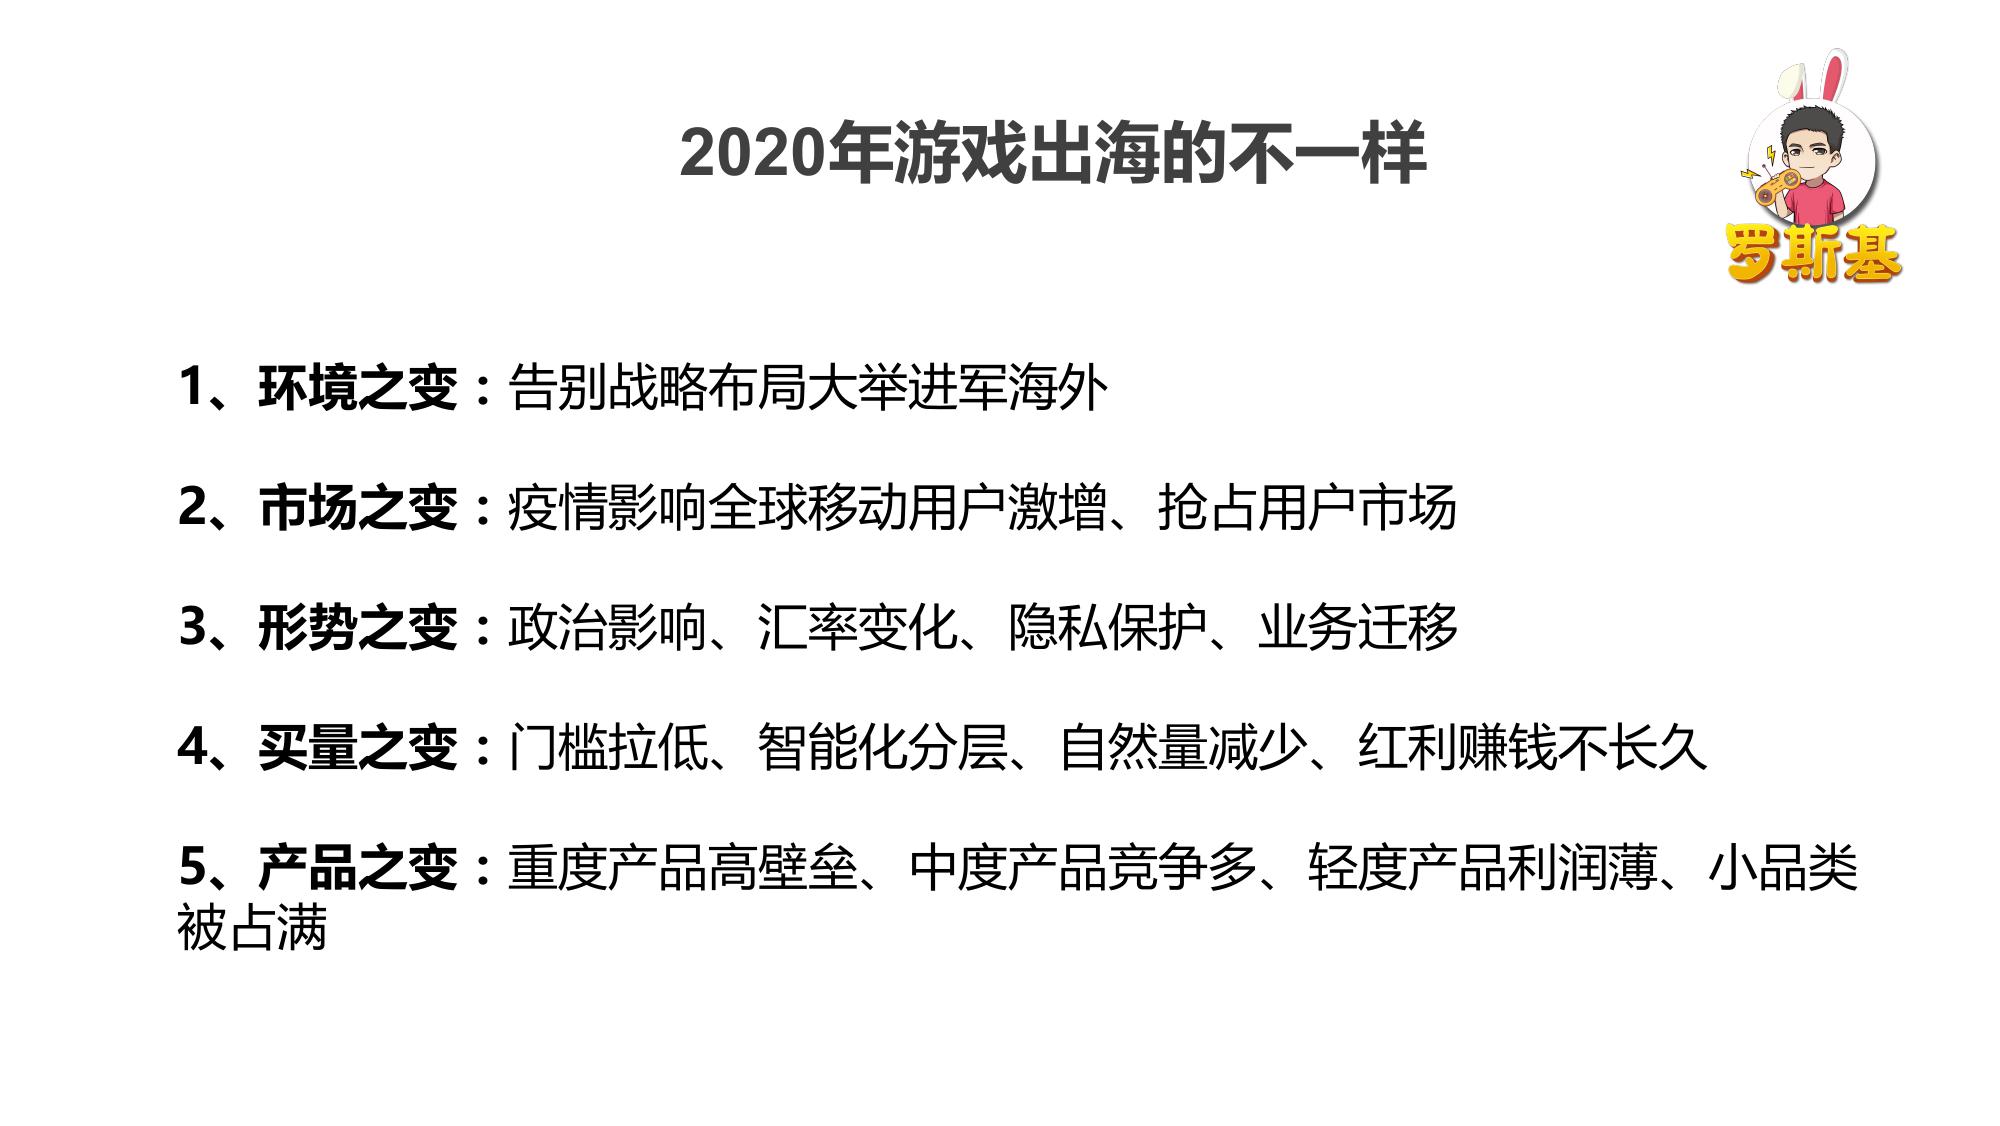 2020年游戏出海的不一样
罗斯基
1、环境之变：告别战略布局大举进军海外
2、市场之变：疫情影响全球移动用户激增、抢占用户市场
3、形势之变：政治影响、汇率变化、隐私保护、业务迁移
4、买量之变：门槛拉低、智能化分层、自然量减少、红利赚钱不长久
5、产品之变：重度产品高壁垒、中度产品竞争多、轻度产品利润薄、小品类
被占满